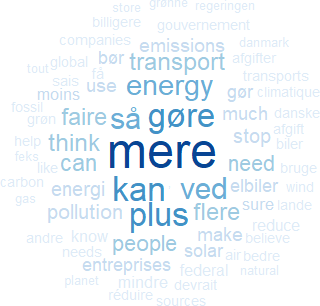 store grønne regeringen
billigere gouvernement
companies emissions danmark
global bør transport afgifter
tout få transports
sais use energy gør climatique
moins
fossil faire så gøre much danske
grøn afgift
help think mere stop biler
feks
like can need bruge
carbon energi kan ved elbiler wind
gas sure lande
pollution plus flere reduce
andre know people make believe
needs solar air bedre
entreprises federal natural
planet mindre devrait
réduire sources